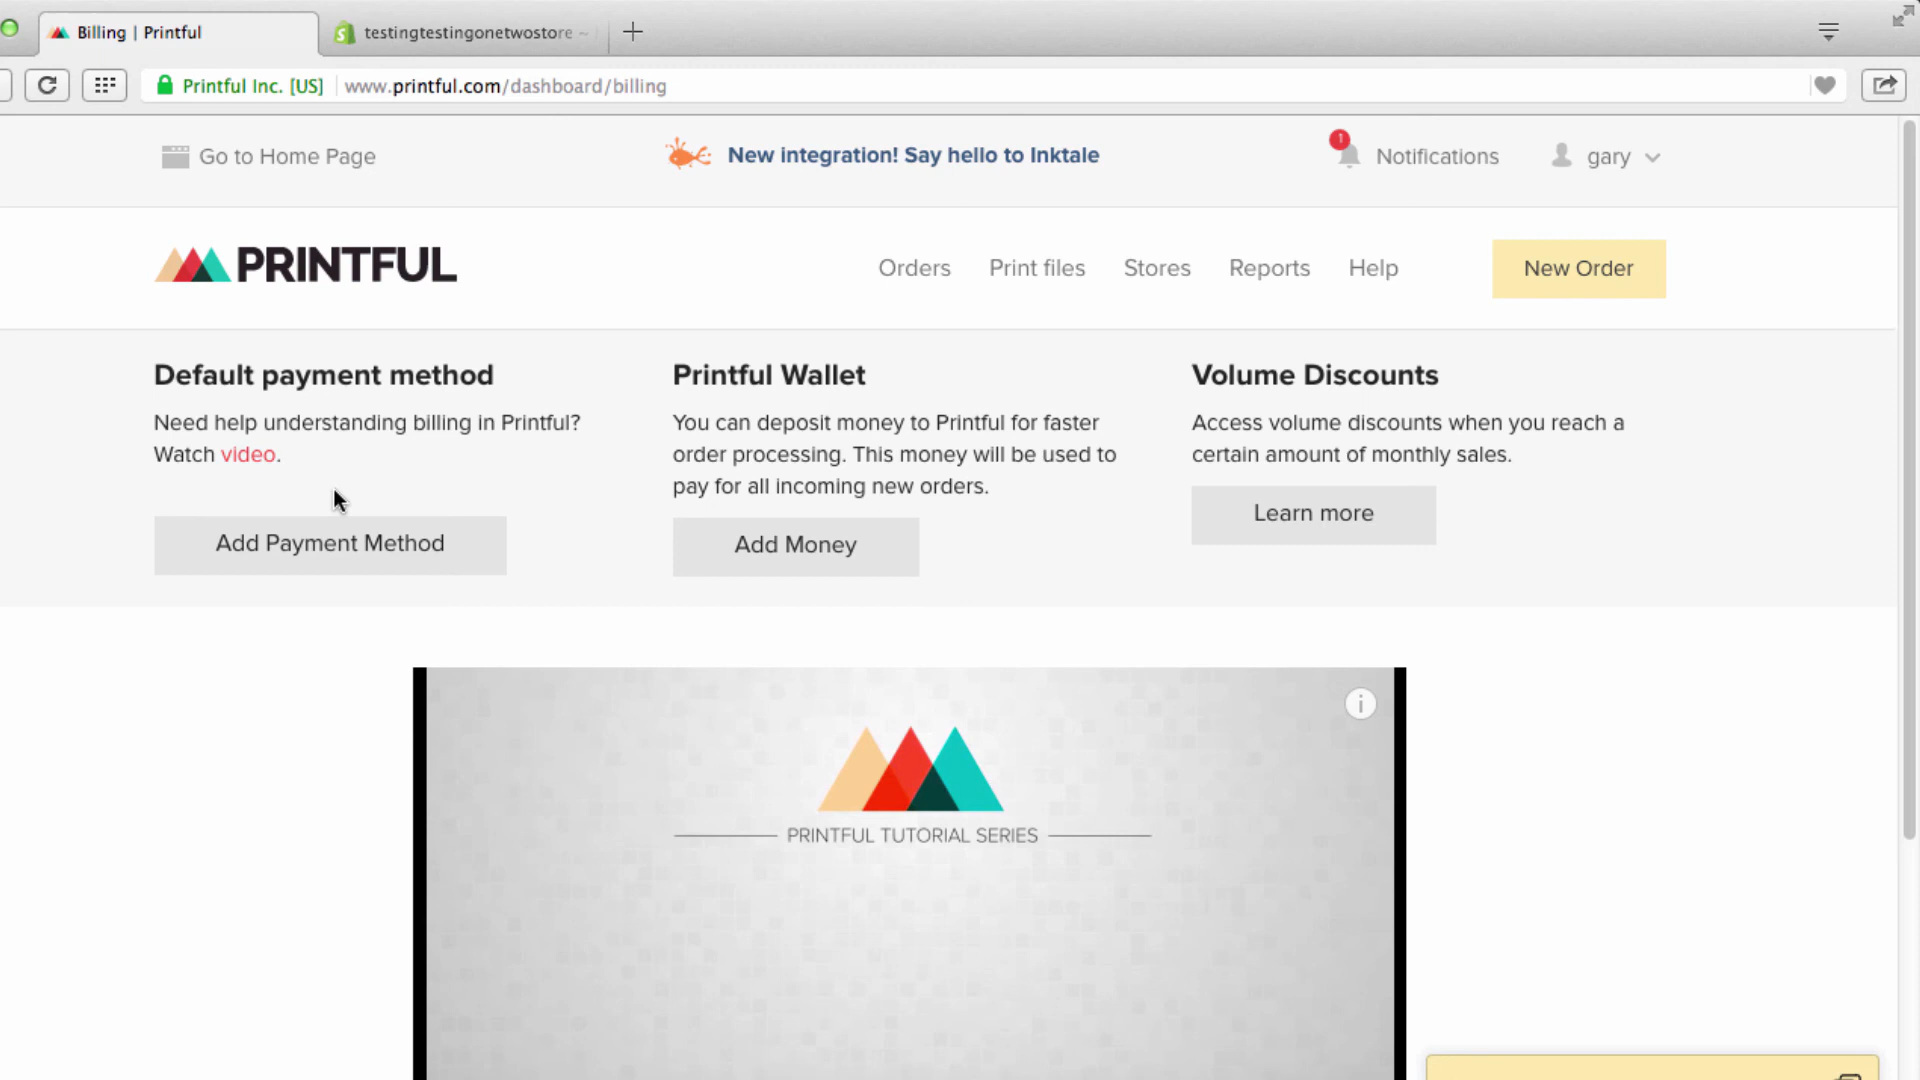 Billing | Printful
testingtestingonetwostore ~
Printful Inc. [US] www.printful.com/dashboard/billing
Go to Home Page
New integration! Say hello to Inktale
1
Notifications
gary
PRINTFUL
Orders Print files Stores Reports Help
New Order
Default payment method
Need help understanding billing in Printful?
Watch video.
Add Payment Method
Printful Wallet
You can deposit money to Printful for faster
order processing. This money will be used to
pay for all incoming new orders.
Add Money
Volume Discounts
Access volume discounts when you reach a
certain amount of monthly sales.
Learn more
i
PRINTFUL TUTORIAL SERIES